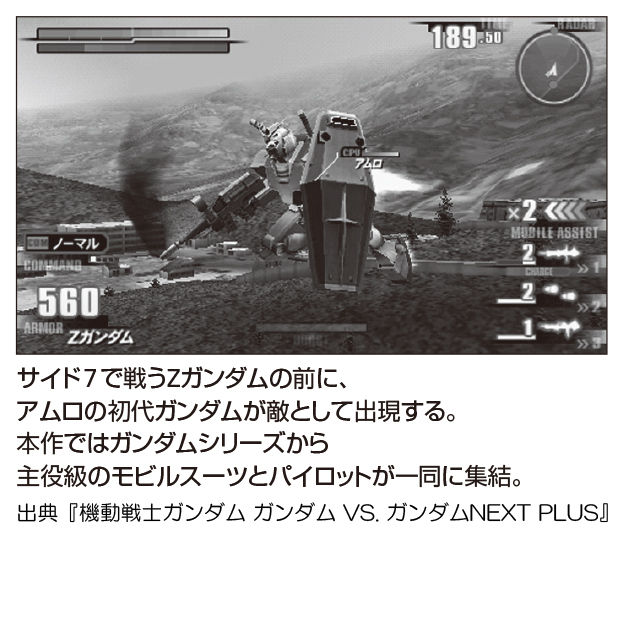 TIME
189.50
RADAR
CPU
アムロ
×2
MOBILE ASSIST
COM ノーマル
COMMAND
2
CHARGE
1
560
2
2
ARMOR
Zガンダム
BOOST
1
3
サイド7で戦うZガンダムの前に、
アムロの初代ガンダムが敵として出現する。
本作ではガンダムシリーズから
主役級のモビルスーツとパイロットが一同に集結。
出典『機動戦士ガンダム ガンダム VS. ガンダムNEXT PLUS』